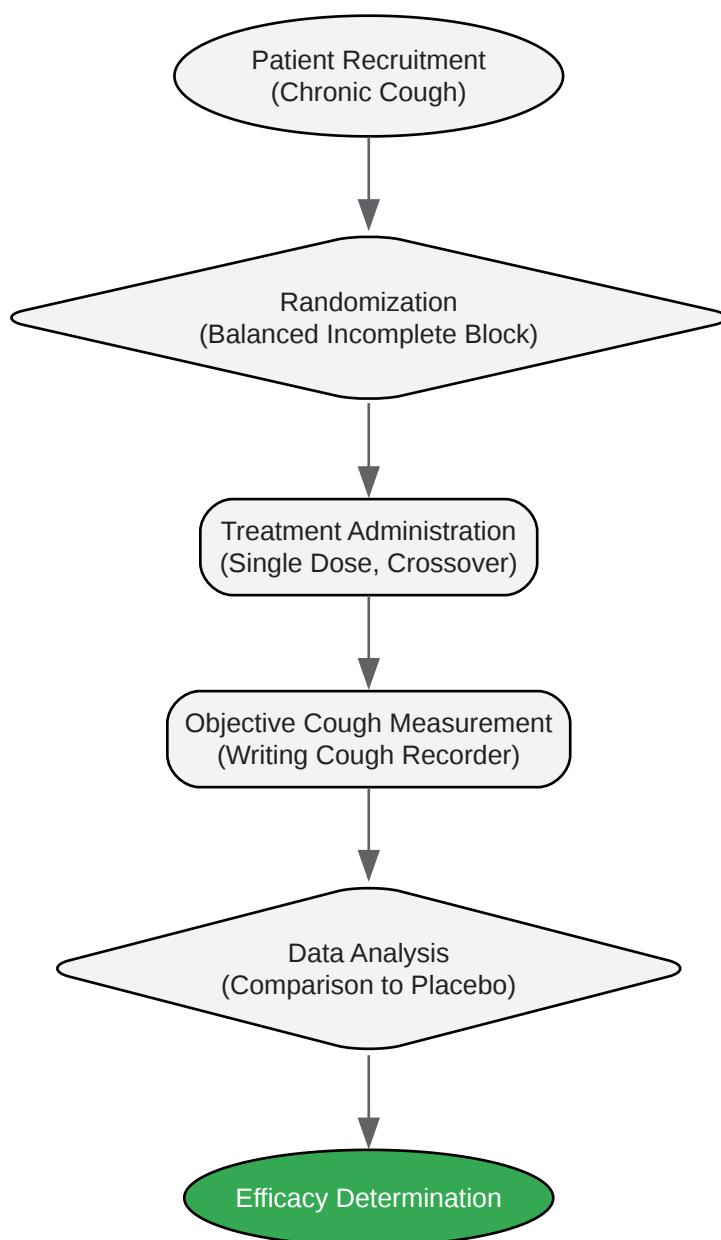 Patient Recruitment
(Chronic Cough)
Randomization
(Balanced Incomplete Block)
Treatment Administration
(Single Dose, Crossover)
Objective Cough Measurement
(Writing Cough Recorder)
Data Analysis
(Comparison to Placebo)
Efficacy Determination